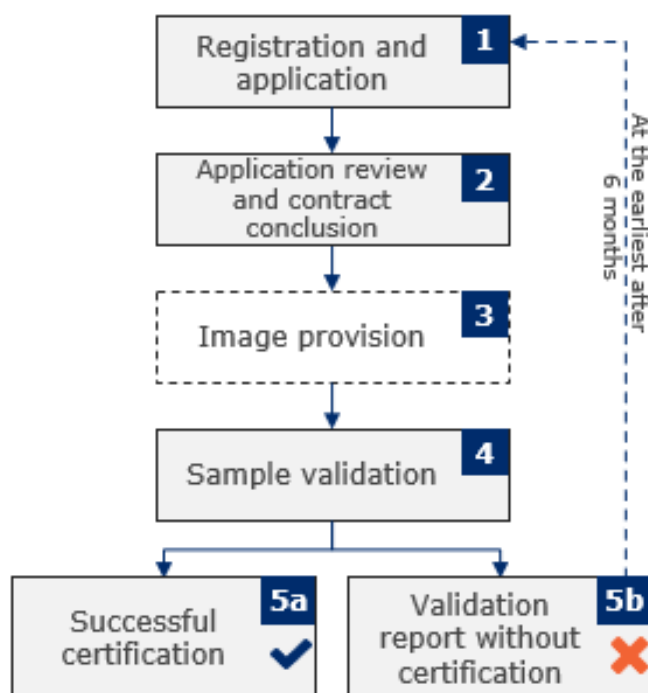 1
Registration and
application
2
Application review
and contract
conclusion
3
Image provision
4
Sample validation
5a
Successful
certification
5b
Validation
report without
certification
At the earliest after
6 months